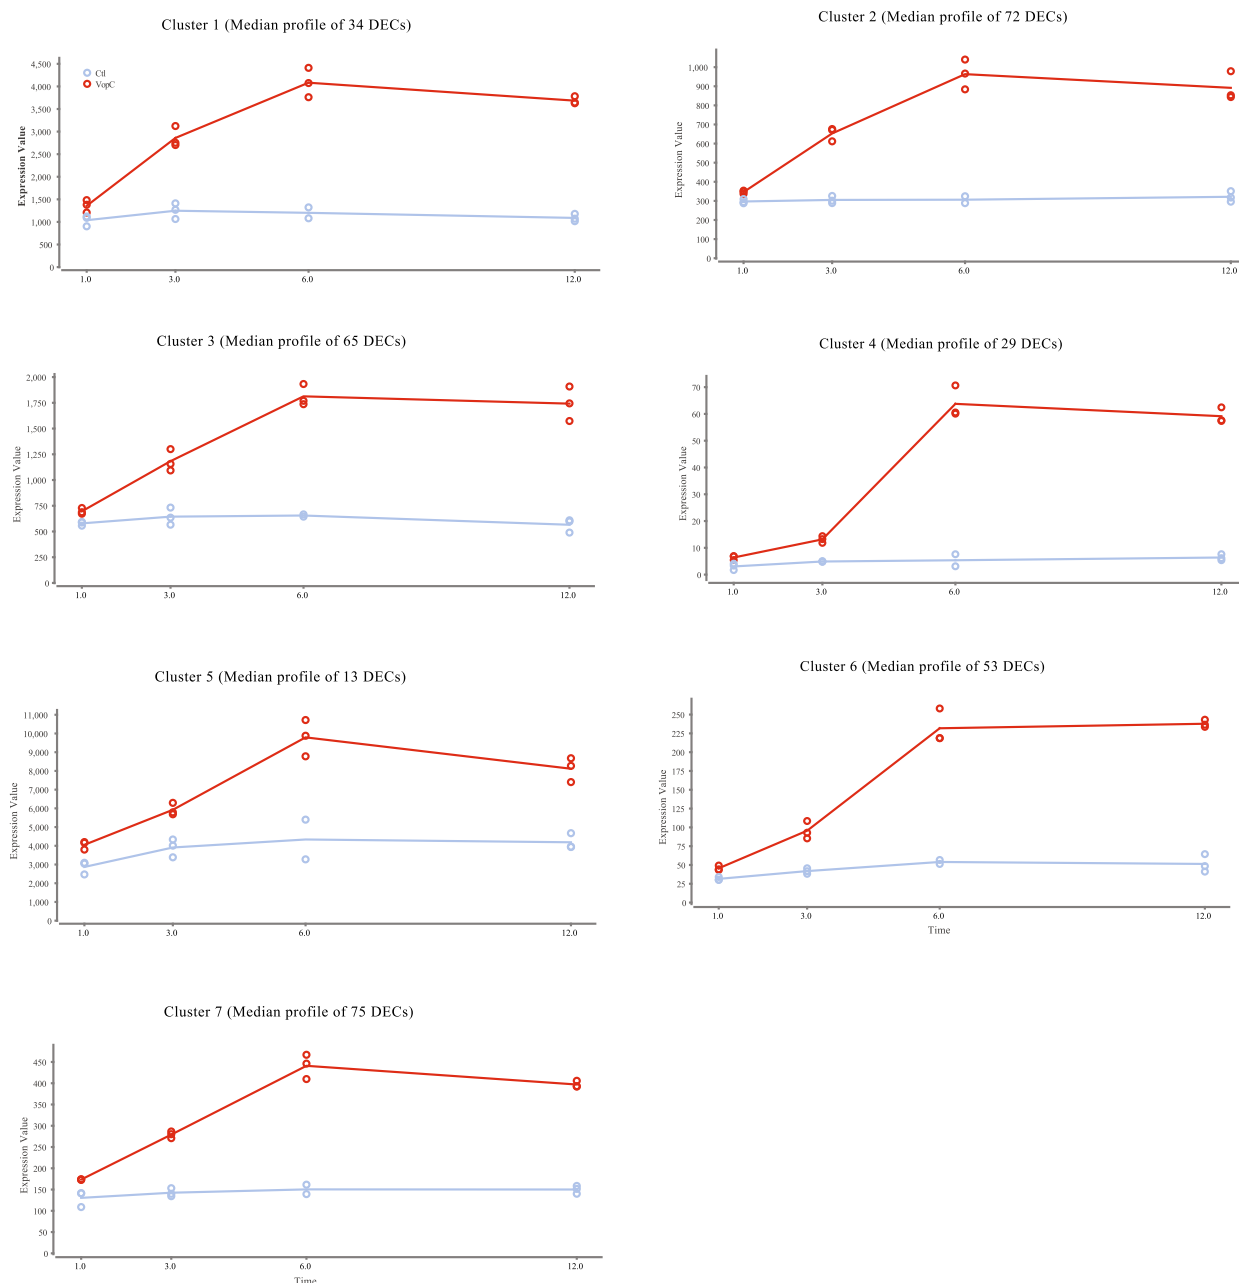 Cluster 1 (Median profile of 34 DECs)
Expression Value
4,500
4,000
3,500
3,000
2,500
2,000
1,500
1,000
500
0
Ctl
VopC
1.0 3.0 6.0 12.0
Cluster 2 (Median profile of 72 DECs)
Expression Value
1,000
900
800
700
600
500
400
300
200
100
0
1.0 3.0 6.0 12.0
Cluster 3 (Median profile of 65 DECs)
Expression Value
2,000
1,750
1,500
1,250
1,000
750
500
250
0
1.0 3.0 6.0 12.0
Cluster 4 (Median profile of 29 DECs)
Expression Value
70
60
50
40
30
20
10
0
1.0 3.0 6.0 12.0
Cluster 5 (Median profile of 13 DECs)
Expression Value
11,000
10,000
9,000
8,000
7,000
6,000
5,000
4,000
3,000
2,000
1,000
0
1.0 3.0 6.0 12.0
Cluster 6 (Median profile of 53 DECs)
Expression Value
250
225
200
175
150
125
100
75
50
25
0
1.0 3.0 6.0 12.0
Time
Cluster 7 (Median profile of 75 DECs)
Expression Value
450
400
350
300
250
200
150
100
50
0
1.0 3.0 6.0 12.0
Time